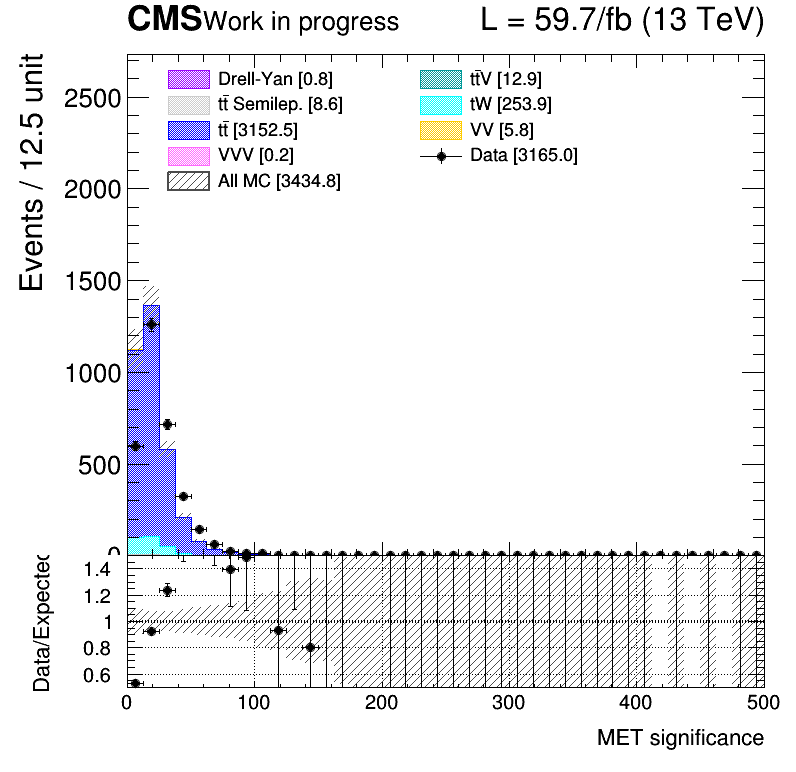 CMS Work in progress L = 59.7/fb (13 TeV)
Events / 12.5 unit
Drell-Yan [0.8]
tt̄ Semilep. [8.6]
tt̄ [3152.5]
VVV [0.2]
All MC [3434.8]
tt̄V [12.9]
tW [253.9]
VV [5.8]
Data [3165.0]
2500
2000
1500
1000
500
0
Data/Expected
1.4
1.2
1
0.8
0.6
0 100 200 300 400 500
MET significance